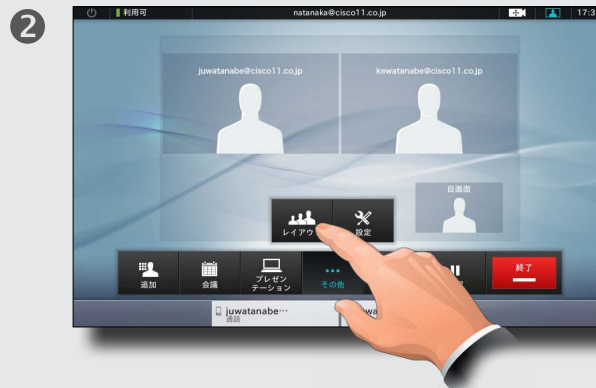 2
利用可
natanaka@cisco11.co.jp
17:3
juwatanabe@cisco11.co.jp
kewatanabe@cisco11.co.jp
自画面
レイアウ
設定
追加
会議
プレゼン
テーション
その他
終了
juwatanabe…
通話